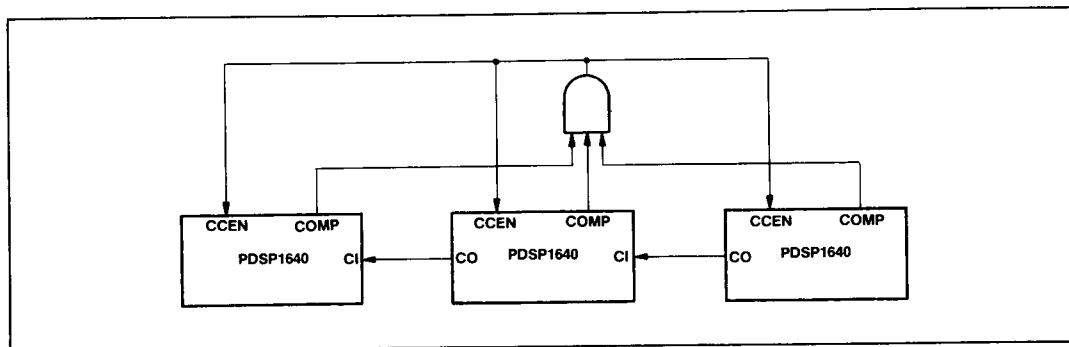 CCEN COMP
PDSP1640 CI
CCEN COMP
CO PDSP1640 CI
CCEN COMP
CO PDSP1640